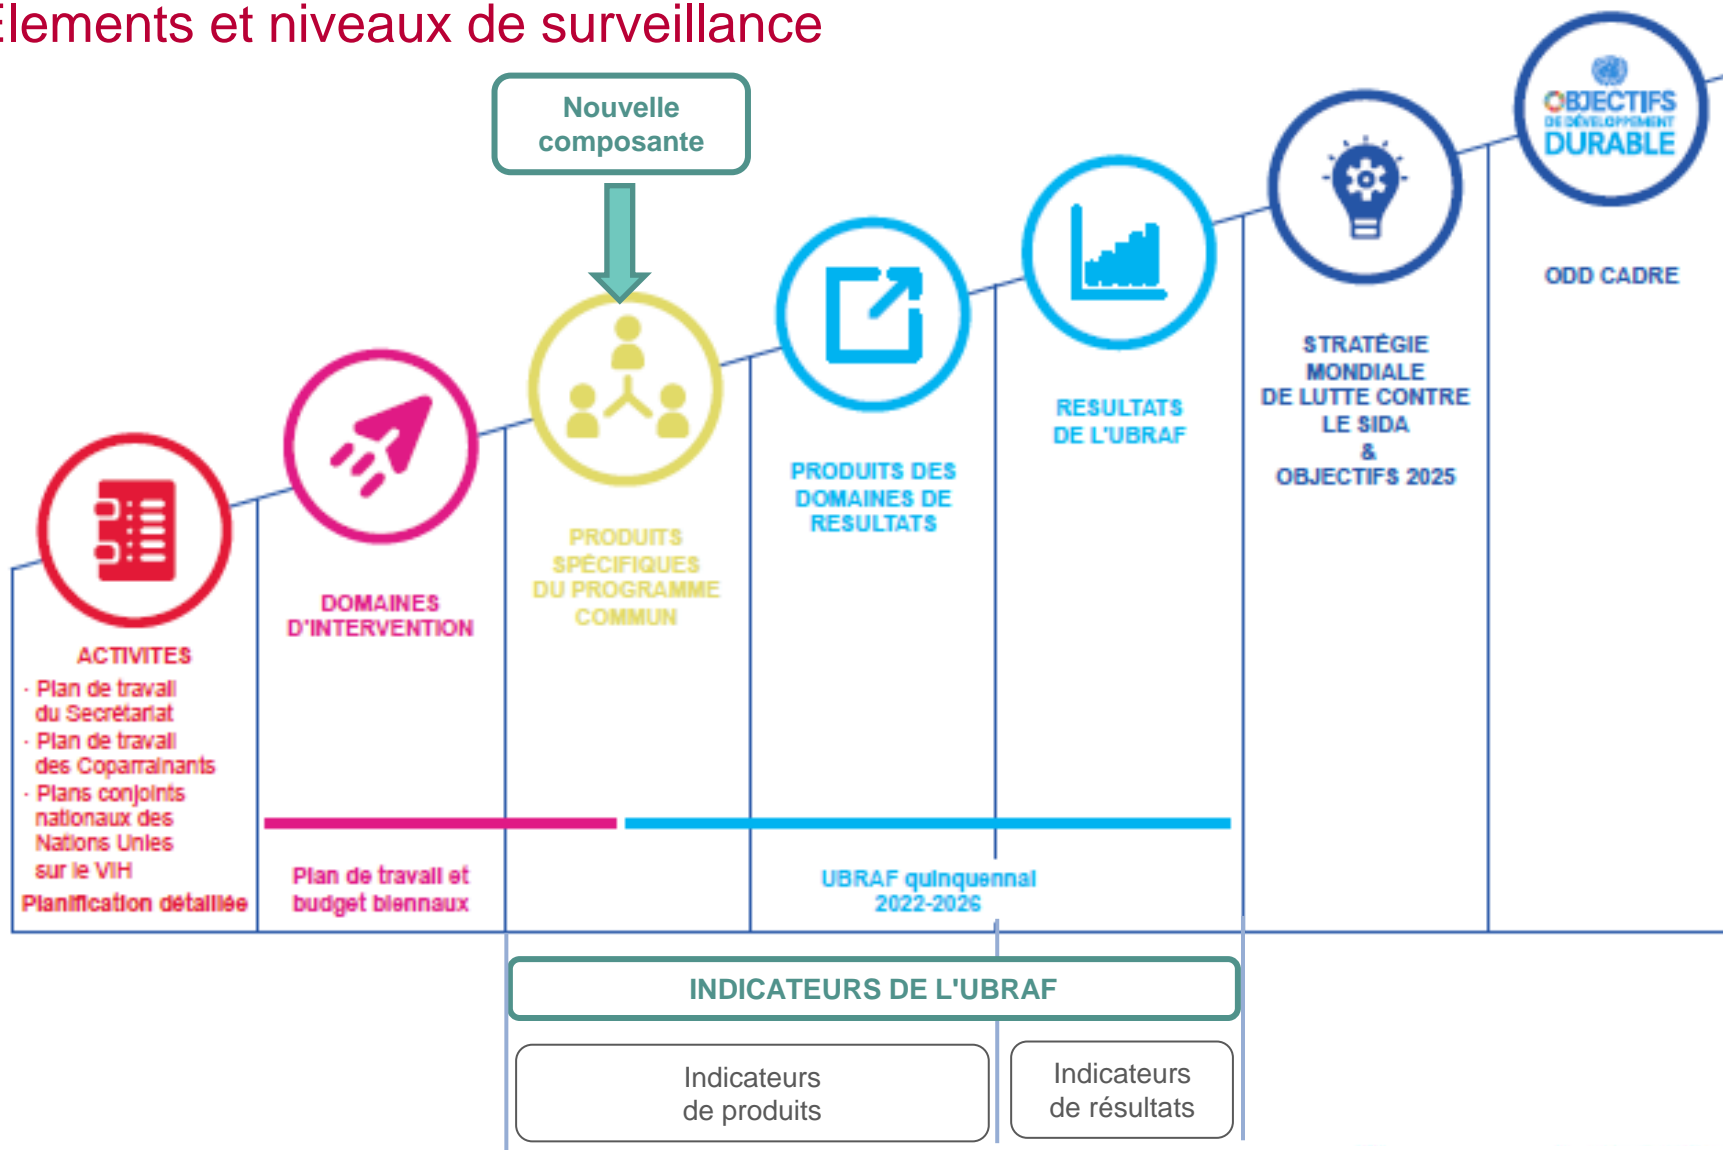 Elements et niveaux de surveillance
Nouvelle
composante
OBJECTIFS
DE DÉVELOPPEMENT
DURABLE
ODD CADRE
STRATÉGIE
MONDIALE
DE LUTTE CONTRE
LE SIDA
&
OBJECTIFS 2025
RESULTATS
DE L'UBRAF
PRODUITS DES
DOMAINES DE
RESULTATS
PRODUITS
SPÉCIFIQUES
DU PROGRAMME
COMMUN
DOMAINES
D'INTERVENTION
ACTIVITES
· Plan de travail
du Secrétariat
· Plan de travail
des Coparrainants
· Plans conjoints
nationaux des
Nations Unies
sur le VIH
Planification détaillée
Plan de travail et
budget biennaux
UBRAF quinquennal
2022-2026
INDICATEURS DE L'UBRAF
Indicateurs
de produits
Indicateurs
de résultats